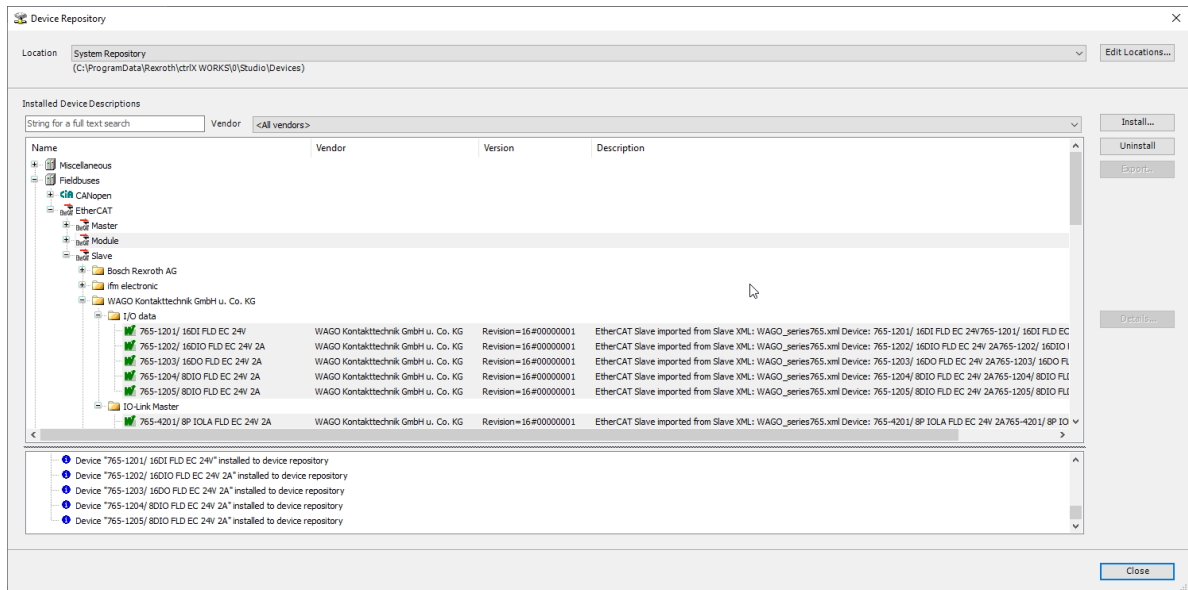 Device Repository
Location System Repository Edit Locations...
(C:\ProgramData\Rexroth\ctrlX WORKS\0\Studio\Devices)
Installed Device Descriptions
String for a full text search Vendor <All vendors> Install...
Name Vendor Version Description Uninstall
Miscellaneous
Export...
Fieldbuses
CiA CANopen
EtherCAT
Master
Module
Slave
Bosch Rexroth AG
ifm electronic
WAGO Kontakttechnik GmbH u. Co. KG
I/O data
Details...
765-1201/ 16DI FLD EC 24V WAGO Kontakttechnik GmbH u. Co. KG Revision=16#00000001 EtherCAT Slave imported from Slave XML: WAGO_series765.xml Device: 765-1201/ 16DI FLD EC 24V765-1201/ 16DI FLD EC
765-1202/ 16DIO FLD EC 24V 2A WAGO Kontakttechnik GmbH u. Co. KG Revision=16#00000001 EtherCAT Slave imported from Slave XML: WAGO_series765.xml Device: 765-1202/ 16DIO FLD EC 24V 2A765-1202/ 16DIO
765-1203/ 16DO FLD EC 24V 2A WAGO Kontakttechnik GmbH u. Co. KG Revision=16#00000001 EtherCAT Slave imported from Slave XML: WAGO_series765.xml Device: 765-1203/ 16DO FLD EC 24V 2A765-1203/ 16DO FL
765-1204/ 8DIO FLD EC 24V 2A WAGO Kontakttechnik GmbH u. Co. KG Revision=16#00000001 EtherCAT Slave imported from Slave XML: WAGO_series765.xml Device: 765-1204/ 8DIO FLD EC 24V 2A765-1204/ 8DIO FLD
765-1205/ 8DIO FLD EC 24V 2A WAGO Kontakttechnik GmbH u. Co. KG Revision=16#00000001 EtherCAT Slave imported from Slave XML: WAGO_series765.xml Device: 765-1205/ 8DIO FLD EC 24V 2A765-1205/ 8DIO FLD
IO-Link Master
765-4201/ 8P IOLA FLD EC 24V 2A WAGO Kontakttechnik GmbH u. Co. KG Revision=16#00000001 EtherCAT Slave imported from Slave XML: WAGO_series765.xml Device: 765-4201/ 8P IOLA FLD EC 24V 2A765-4201/ 8P IO
Device "765-1201/ 16DI FLD EC 24V" installed to device repository
Device "765-1202/ 16DIO FLD EC 24V 2A" installed to device repository
Device "765-1203/ 16DO FLD EC 24V 2A" installed to device repository
Device "765-1204/ 8DIO FLD EC 24V 2A" installed to device repository
Device "765-1205/ 8DIO FLD EC 24V 2A" installed to device repository
Close